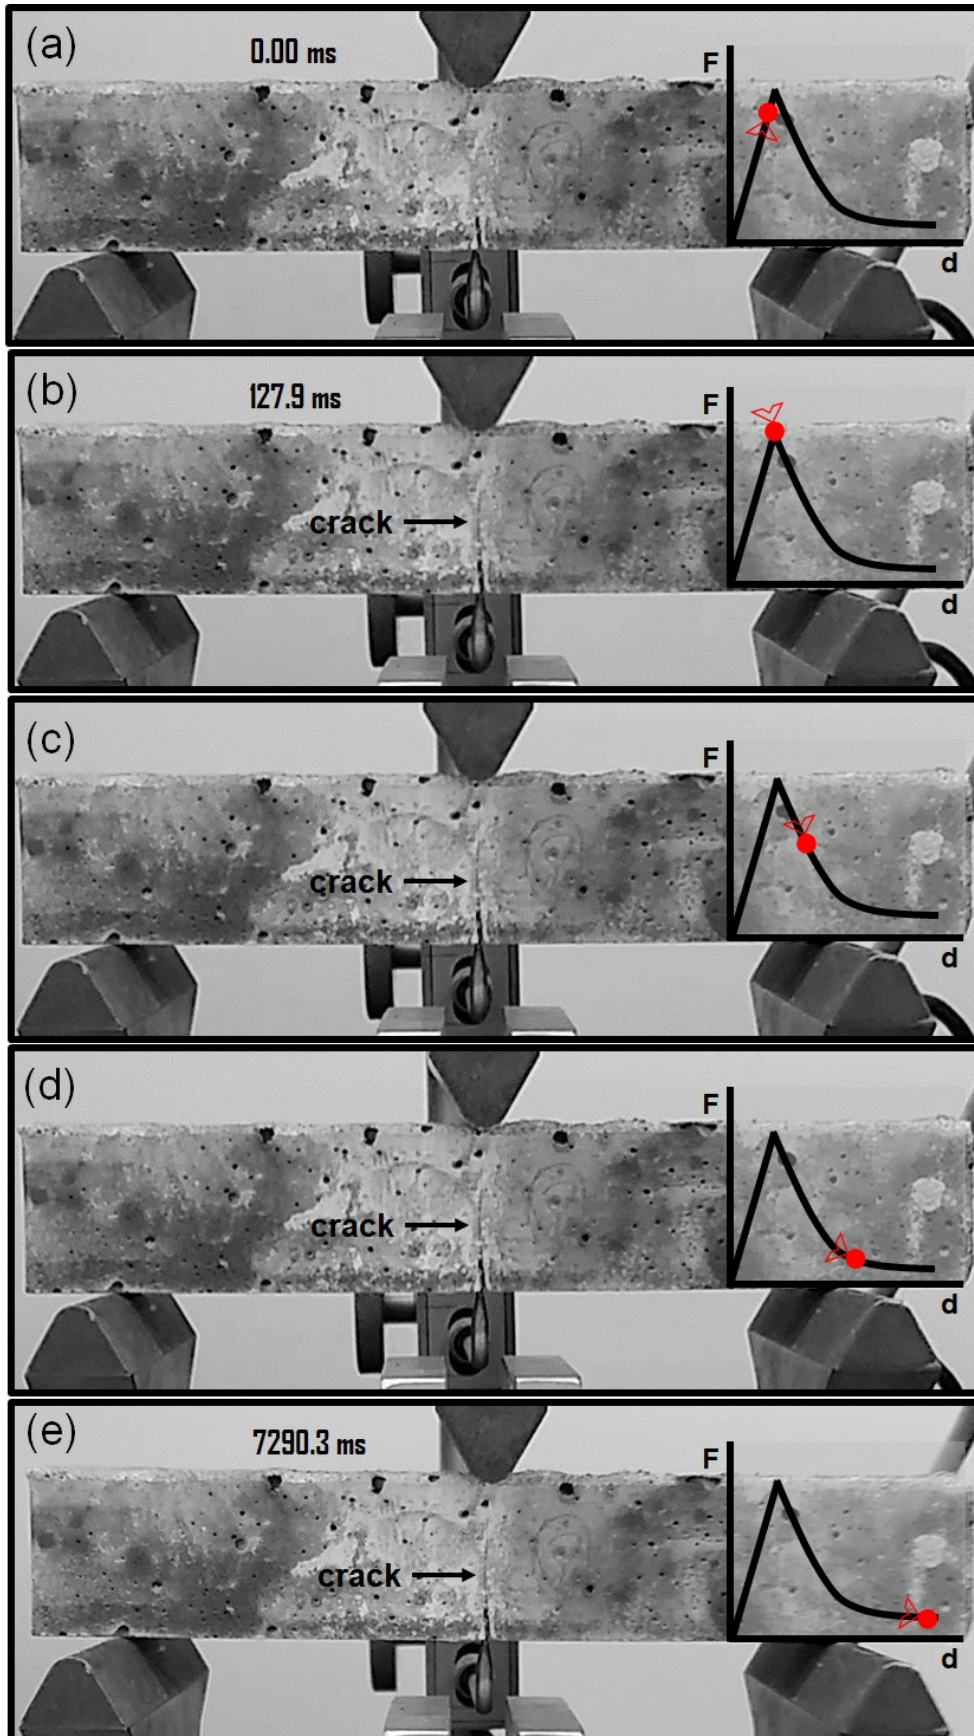 (a)
0.00 ms
F
d
(b)
127.9 ms
F
crack
d
(c)
F
crack
d
(d)
F
crack
d
(e)
7290.3 ms
F
crack
d